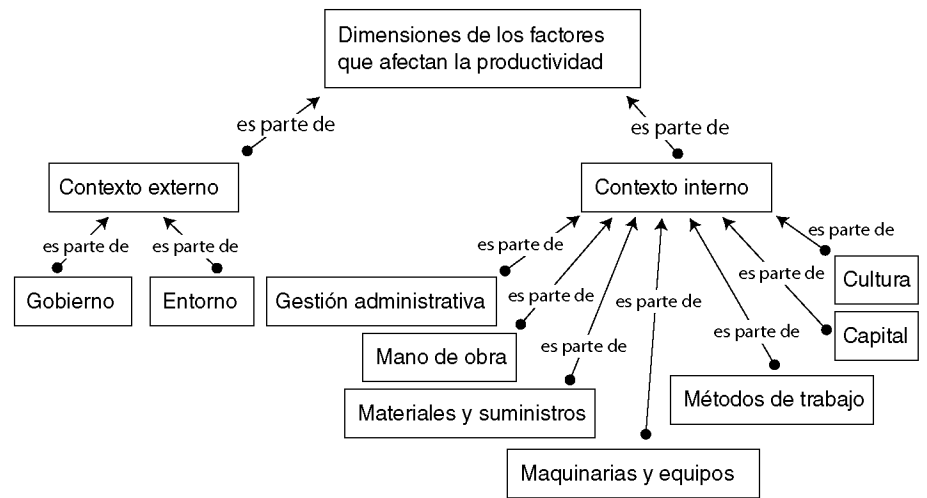 Dimensiones de los factores
que afectan la productividad
es parte de
es parte de
Contexto externo
Contexto interno
es parte de
es parte de
es parte de
es parte de
Gobierno
Entorno
Gestión administrativa
es parte de
es parte de
es parte de
Cultura
es parte de
es parte de
Capital
Mano de obra
Materiales y suministros
Métodos de trabajo
Maquinarias y equipos